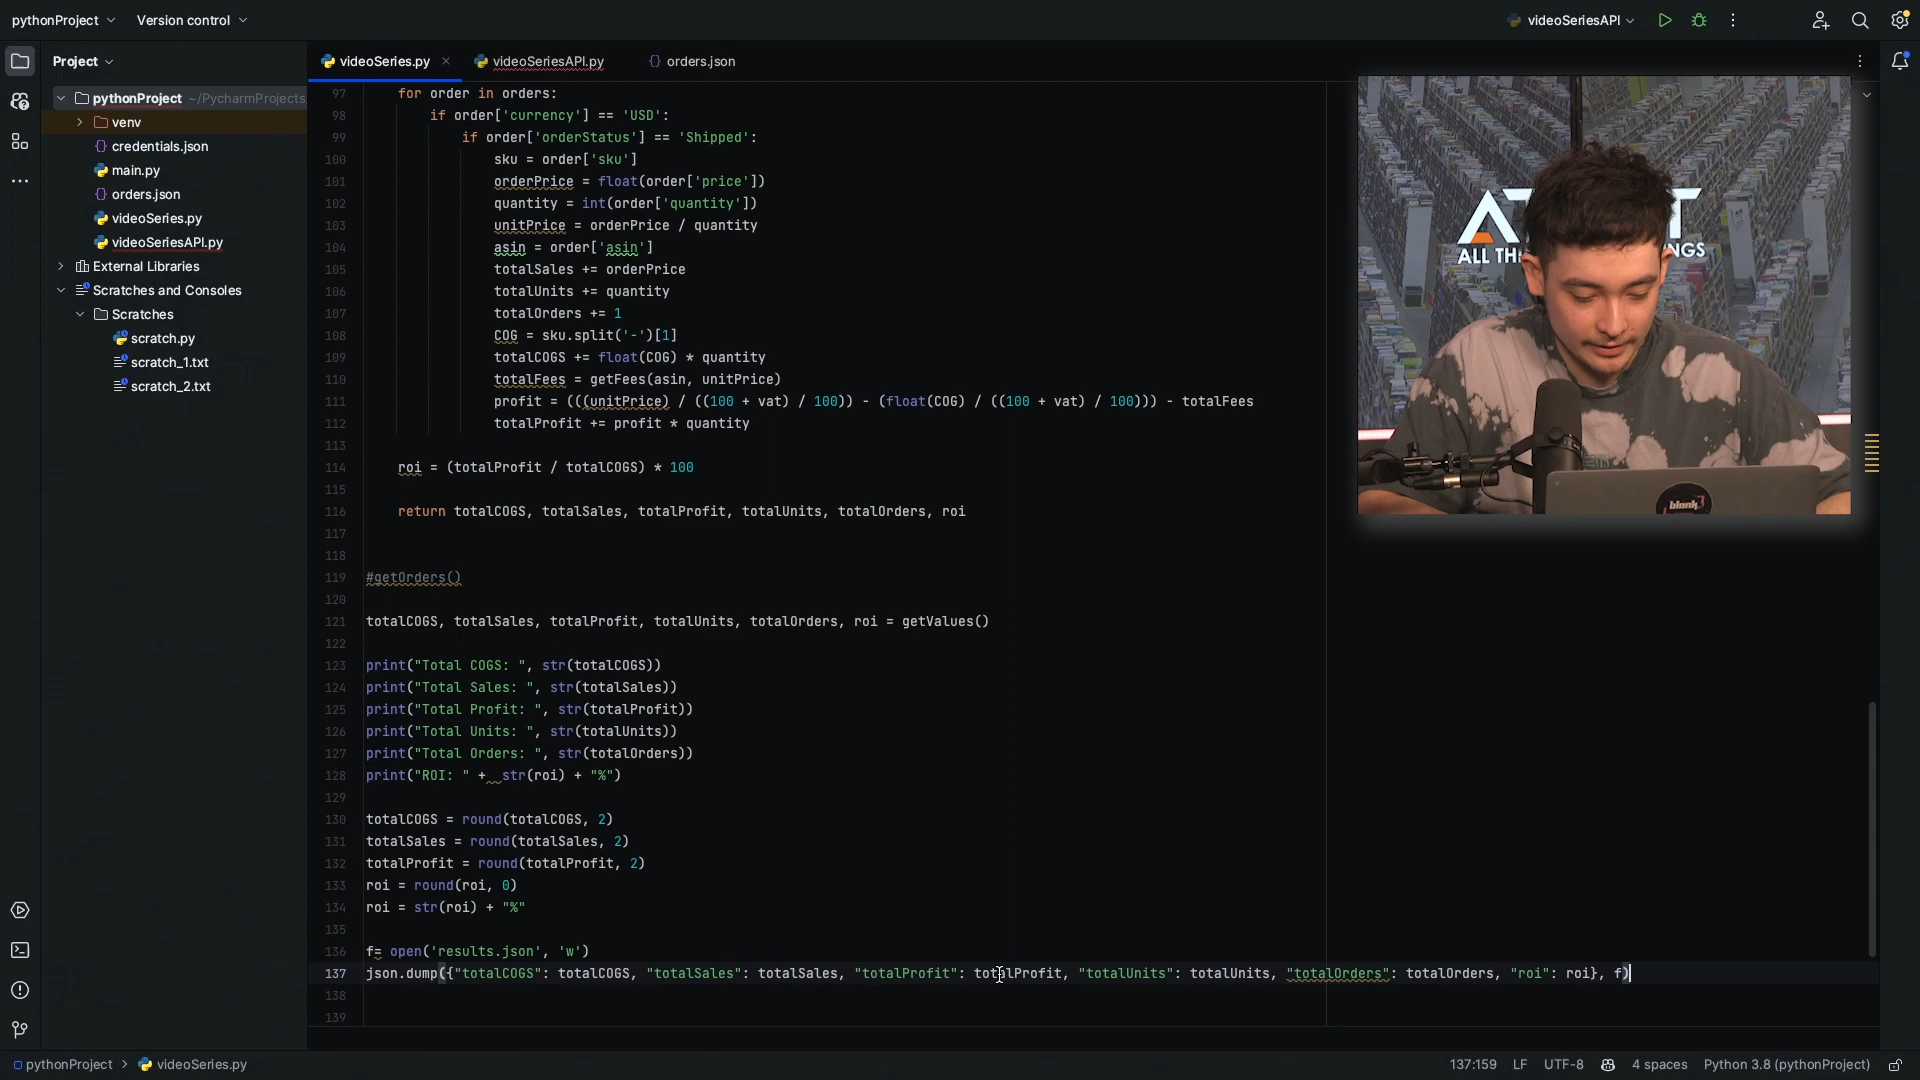 pythonProject
Version control
videoSeriesAPI
Project
videoSeries.py
videoSeriesAPI.py
orders.json
pythonProject ~/PycharmProjects
venv
credentials.json
main.py
orders.json
videoSeries.py
videoSeriesAPI.py
External Libraries
Scratches and Consoles
Scratches
scratch.py
scratch_1.txt
scratch_2.txt
97 for order in orders:
98 if order['currency'] == 'USD':
99 if order['orderStatus'] == 'Shipped':
100 sku = order['sku']
101 orderPrice = float(order['price'])
102 quantity = int(order['quantity'])
103 unitPrice = orderPrice / quantity
104 asin = order['asin']
105 totalSales += orderPrice
106 totalUnits += quantity
107 totalOrders += 1
108 COG = sku.split('-')[1]
109 totalCOGS += float(COG) * quantity
110 totalFees = getFees(asin, unitPrice)
111 profit = (((unitPrice) / ((100 + vat) / 100)) - (float(COG) / ((100 + vat) / 100))) - totalFees
112 totalProfit += profit * quantity
113
114 roi = (totalProfit / totalCOGS) * 100
115
116 return totalCOGS, totalSales, totalProfit, totalUnits, totalOrders, roi
117
118
119 #getOrders()
120
121 totalCOGS, totalSales, totalProfit, totalUnits, totalOrders, roi = getValues()
122
123 print("Total COGS: ", str(totalCOGS))
124 print("Total Sales: ", str(totalSales))
125 print("Total Profit: ", str(totalProfit))
126 print("Total Units: ", str(totalUnits))
127 print("Total Orders: ", str(totalOrders))
128 print("ROI: " +  str(roi) + "%")
129
130 totalCOGS = round(totalCOGS, 2)
131 totalSales = round(totalSales, 2)
132 totalProfit = round(totalProfit, 2)
133 roi = round(roi, 0)
134 roi = str(roi) + "%"
135
136 f= open('results.json', 'w')
137 json.dump({"totalCOGS": totalCOGS, "totalSales": totalSales, "totalProfit": totalProfit, "totalUnits": totalUnits, "totalOrders": totalOrders, "roi": roi}, f)
138
139
ALL TH
NGS
blank
pythonProject > videoSeries.py
137:159 LF UTF-8 4 spaces Python 3.8 (pythonProject)